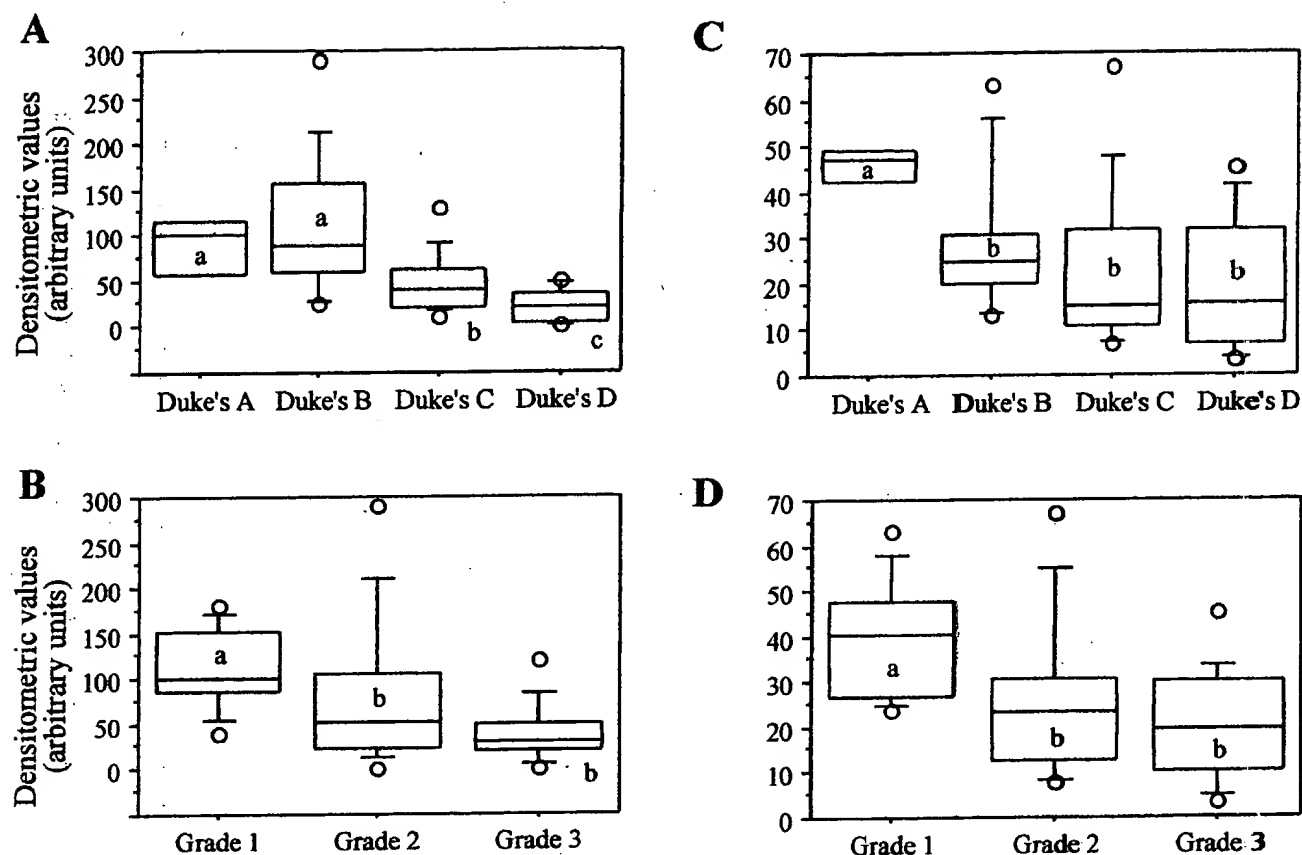 A
Densitometric values
(arbitrary units)
300
250
200
150
100
50
0
a
a
b
c
Duke's A Duke's B Duke's C Duke's D
C
70
60
50
40
30
20
10
0
a
b
b
b
Duke's A Duke's B Duke's C Duke's D
B
Densitometric values
(arbitrary units)
300
250
200
150
100
50
0
a
b
b
Grade 1 Grade 2 Grade 3
D
70
60
50
40
30
20
10
0
a
b
b
Grade 1 Grade 2 Grade 3